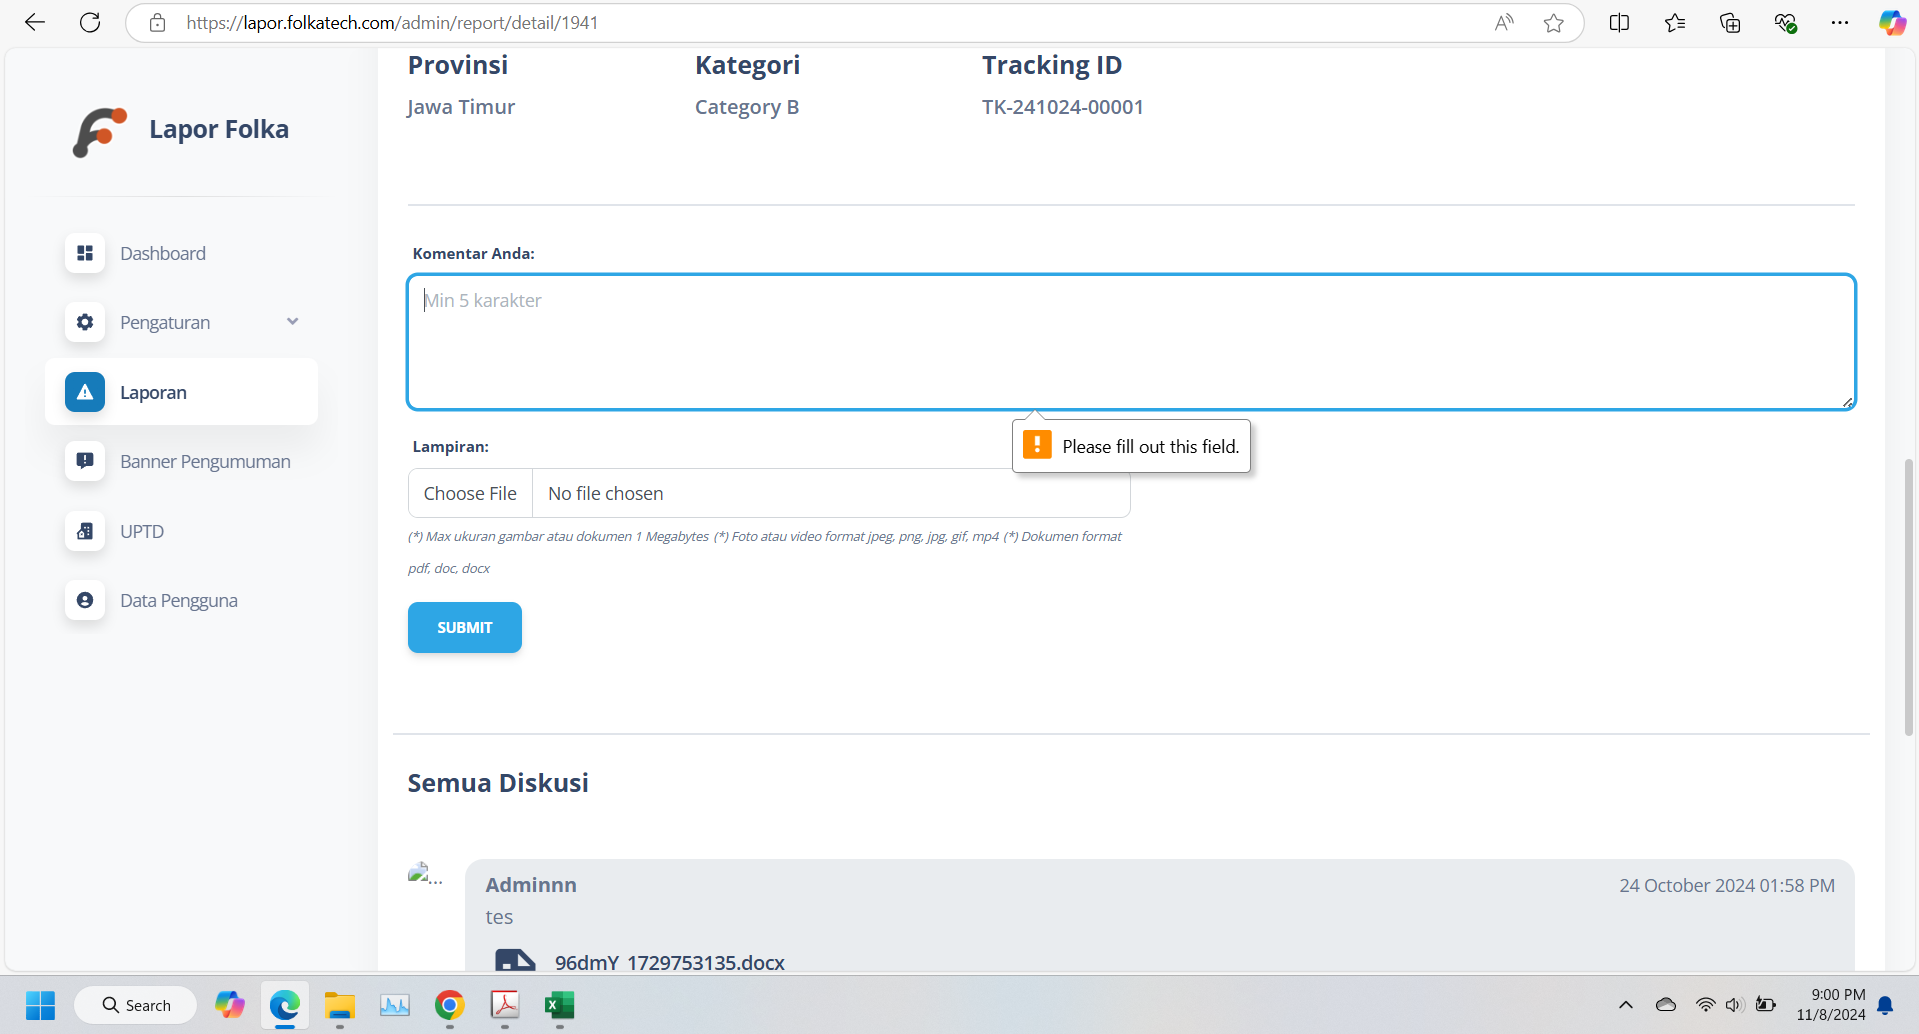 https://lapor.folkatech.com/admin/report/detail/1941
Lapor Folka
Dashboard
Pengaturan
Laporan
Banner Pengumuman
UPTD
Data Pengguna
Provinsi Kategori Tracking ID
Jawa Timur Category B TK-241024-00001
Komentar Anda:
Min 5 karakter
Please fill out this field.
Lampiran:
Choose File No file chosen
(*) Max ukuran gambar atau dokumen 1 Megabytes (*) Foto atau video format jpeg, png, jpg, gif, mp4 (*) Dokumen format
pdf, doc, docx
SUBMIT
Semua Diskusi
Adminnn 24 October 2024 01:58 PM
tes
96dmY_1729753135.docx
Search
9:00 PM
11/8/2024